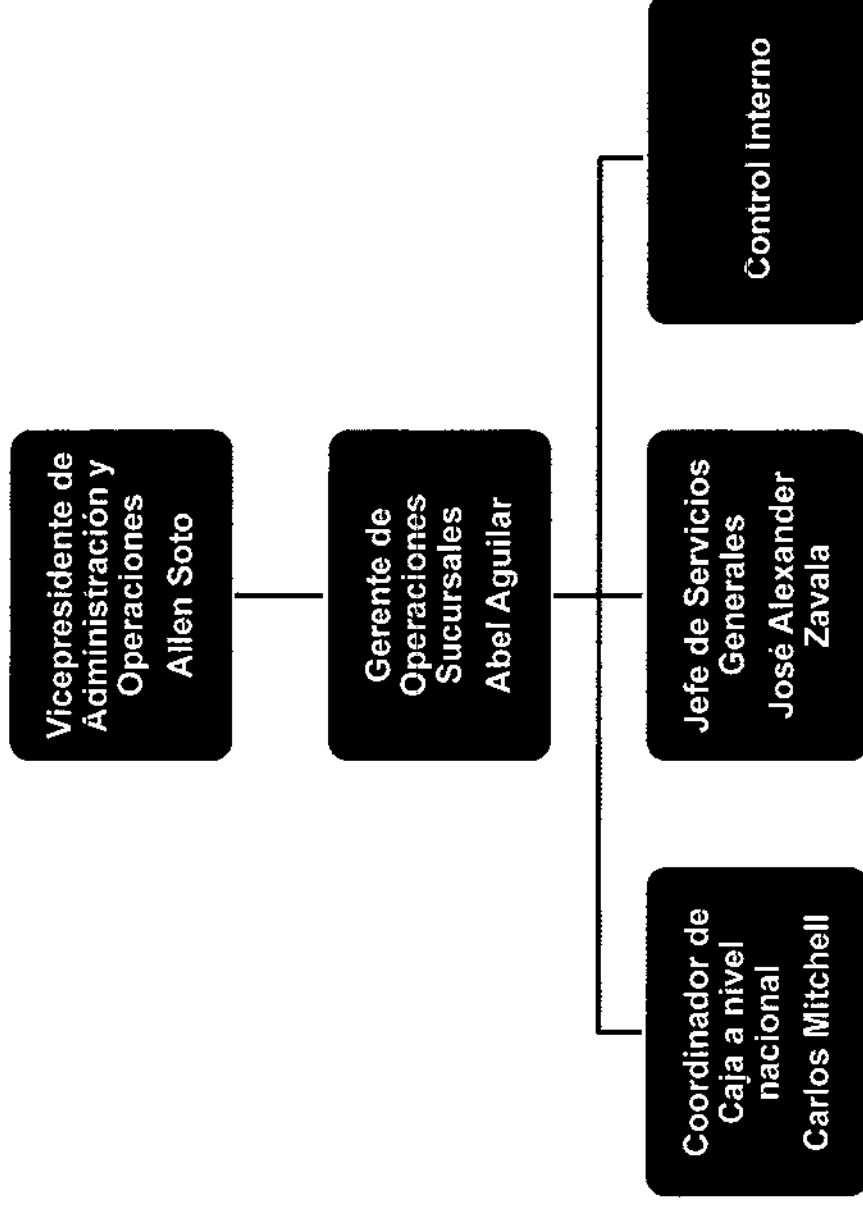 Vicepresidente de
Administración y
Operaciones
Allen Soto
Gerente de
Operaciones
Sucursales
Abel Aguilar
Coordinador de
Caja a nivel
nacional
Carlos Mitchell
Jefe de Servicios
Generales
José Alexander
Zavala
Control Interno